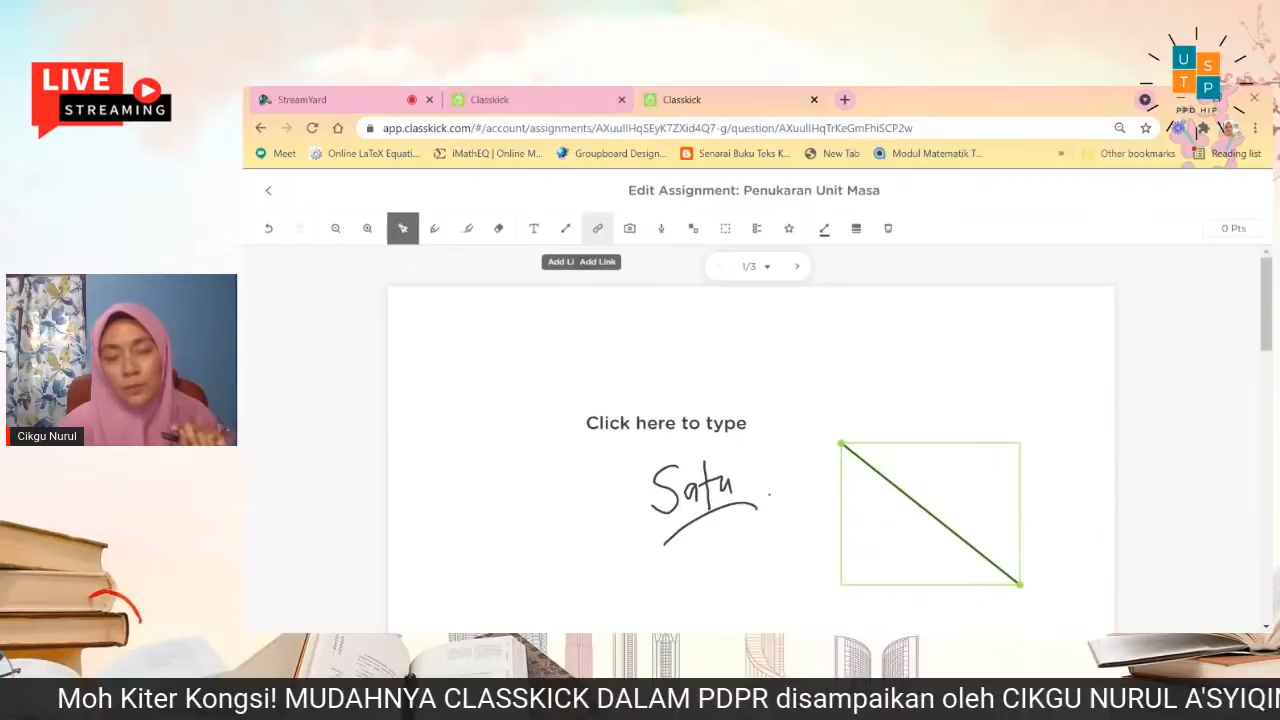 LIVE
STREAMING
U S
T P
PPD HIP
StreamYard
Classkick
Classkick
app.classkick.com/#/account/assignments/AXuuIIHqSEyK7ZXid4Q7-g/question/AXuuIIHqTrKeGmFhiSCP2w
Meet
Online LaTeX Equati...
iMathEQ | Online M...
Groupboard Design...
Senarai Buku Teks K...
New Tab
Modul Matematik T...
»
Other bookmarks
Reading list
Edit Assignment: Penukaran Unit Masa
T
0 Pts
Add Li
Add Link
1/3
Click here to type
Satu
Cikgu Nurul
Moh Kiter Kongsi! MUDAHNYA CLASSKICK DALAM PDPR disampaikan oleh CIKGU NURUL A'SYIQI